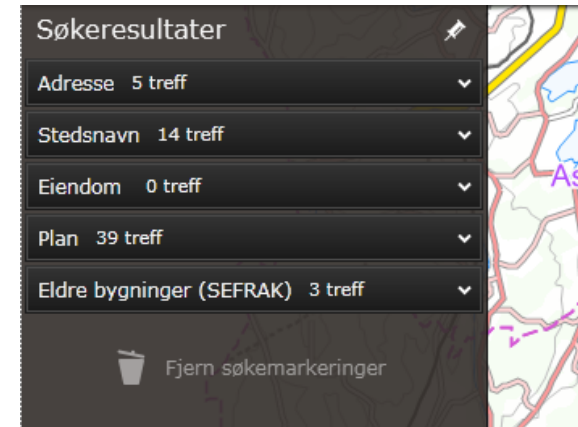 Søkeresultater
Adresse 5 treff
Stedsnavn 14 treff
Eiendom 0 treff
Plan 39 treff
Eldre bygninger (SEFRAK) 3 treff
Fjern søkemarkeringer
As